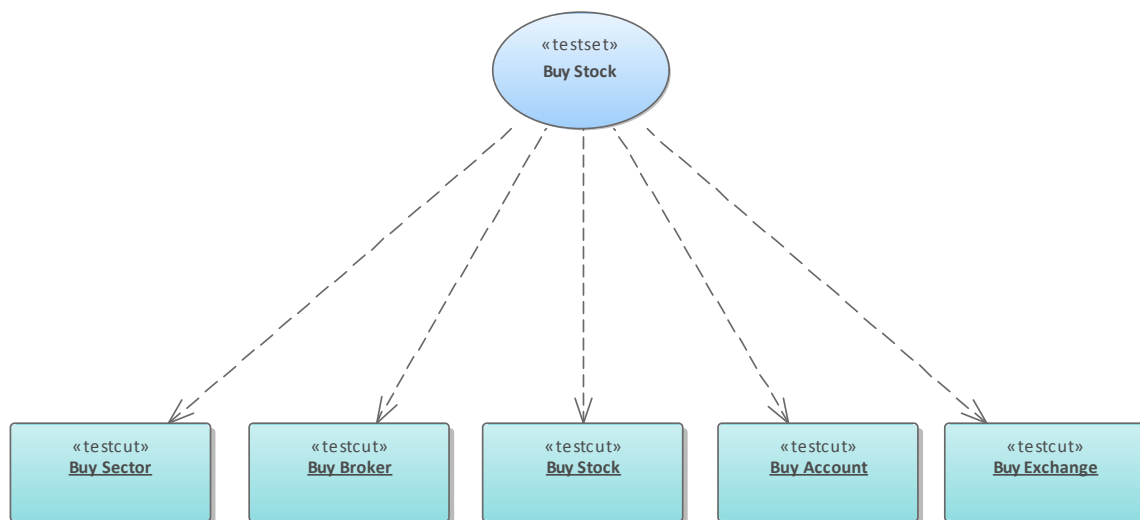 «testset»
Buy Stock
«testcut»
Buy Sector
«testcut»
Buy Broker
«testcut»
Buy Stock
«testcut»
Buy Account
«testcut»
Buy Exchange